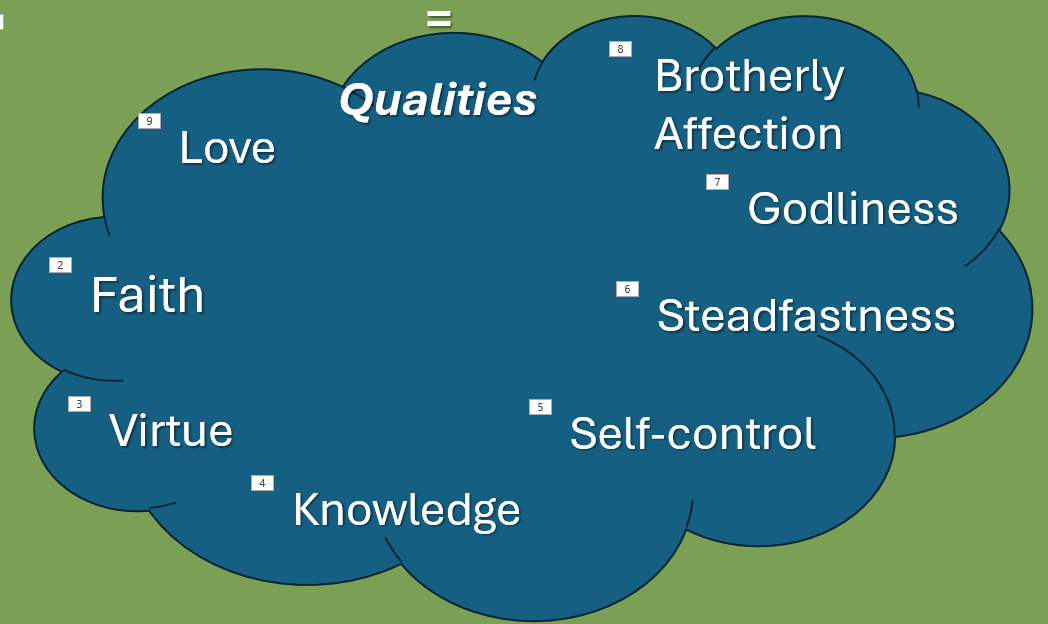 =
Qualities
8
Brotherly
Affection
9
Love
7
Godliness
2
Faith
6
Steadfastness
3
Virtue
5
Self-control
4
Knowledge